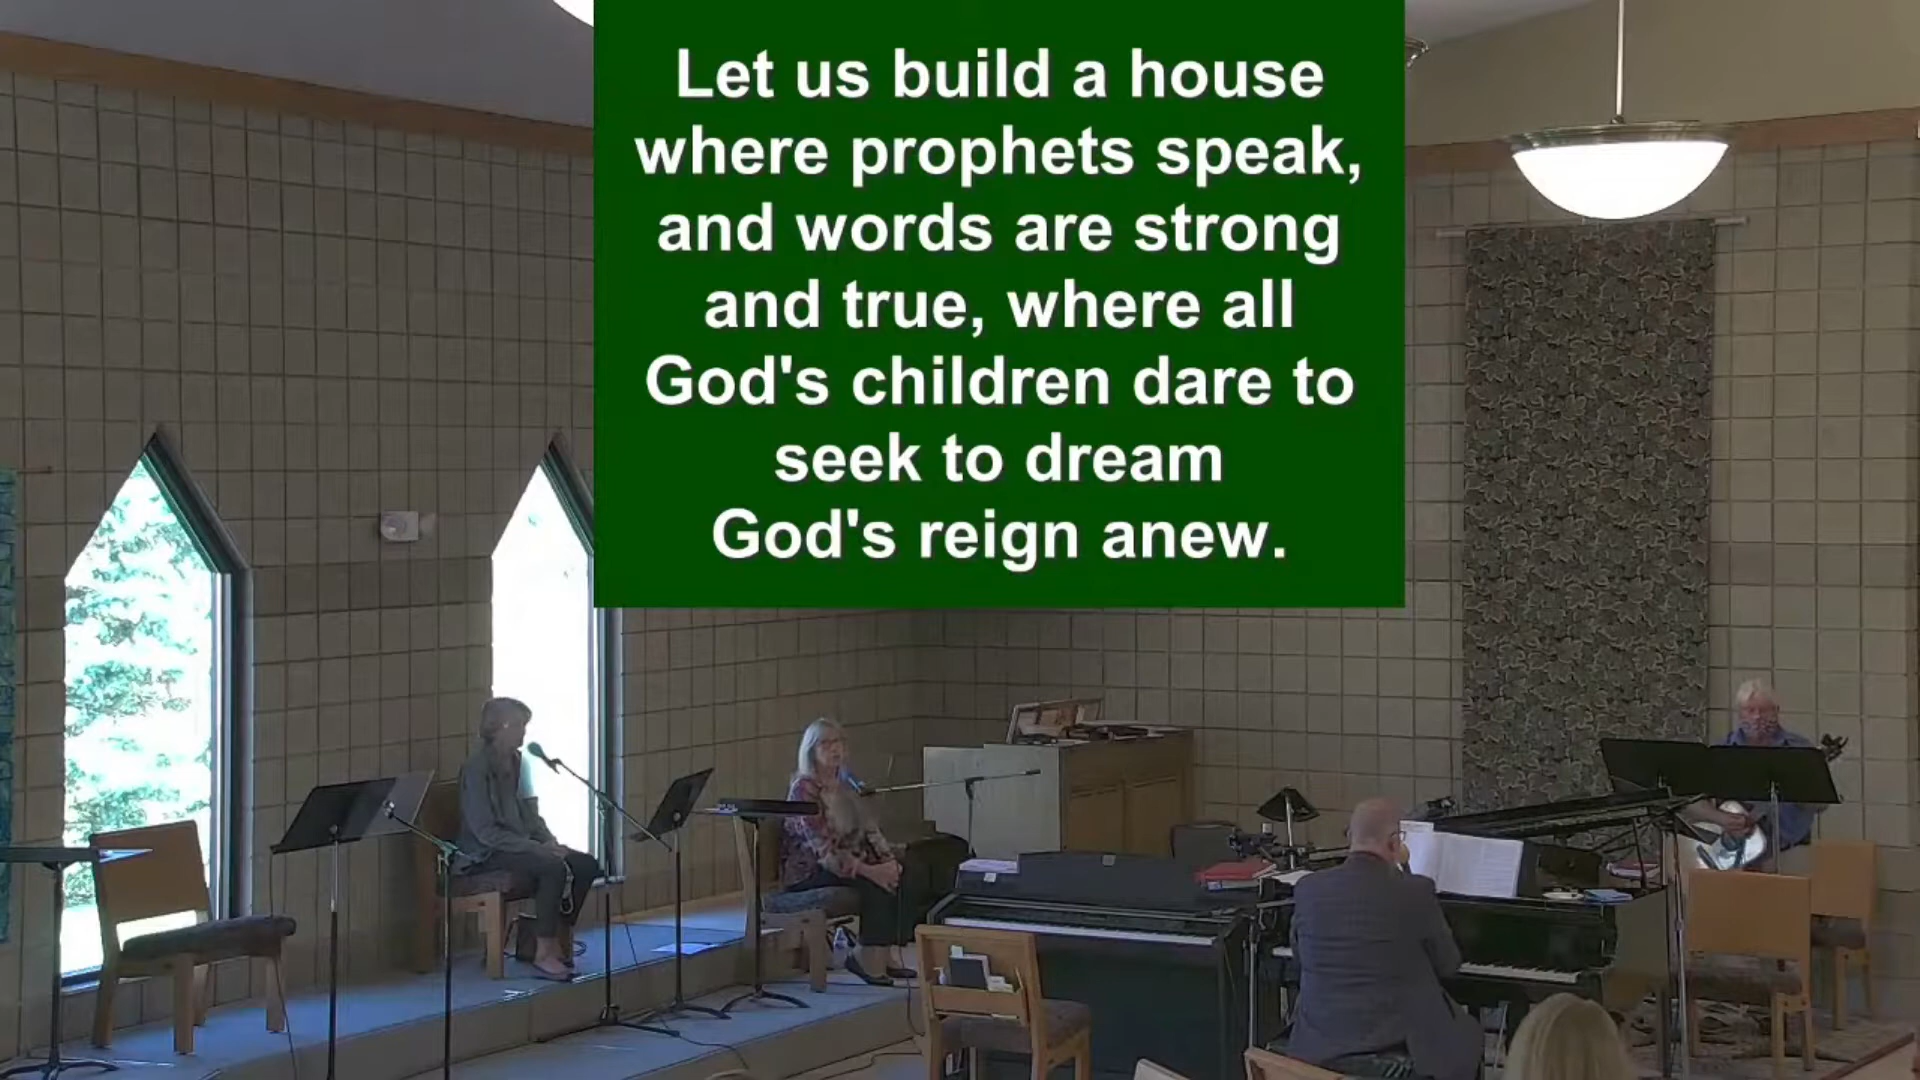 Let us build a house
where prophets speak,
and words are strong
and true, where all
God's children dare to
seek to dream
God's reign anew.